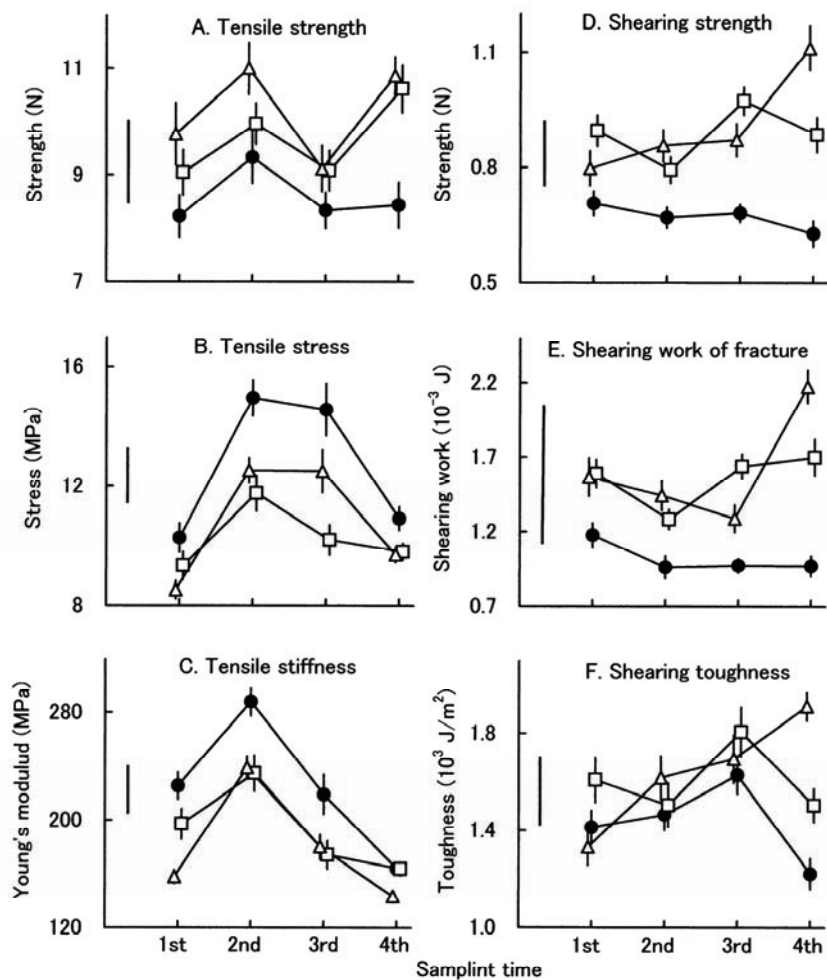 A. Tensile strength
Strength (N)
11
9
7
B. Tensile stress
Stress (MPa)
16
12
8
C. Tensile stiffness
Young's modulud (MPa)
280
200
120
1st 2nd 3rd 4th
D. Shearing strength
Strength (N)
1.1
0.8
0.5
E. Shearing work of fracture
Shearing work (10⁻³ J)
2.2
1.7
1.2
0.7
F. Shearing toughness
Toughness (10³ J/m²)
1.8
1.4
1.0
1st 2nd 3rd 4th
Samplint time